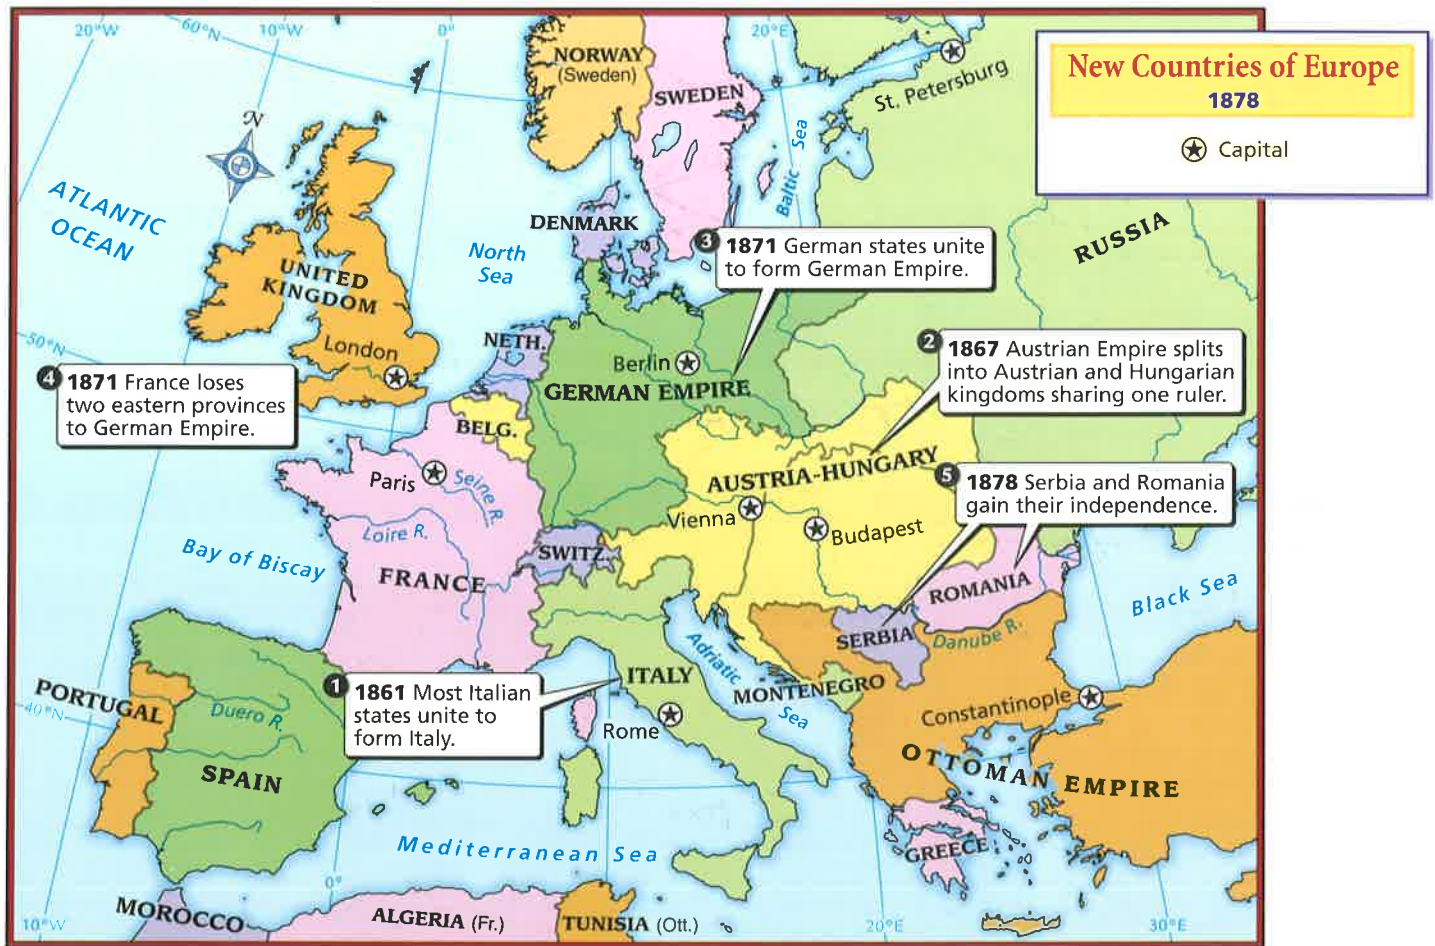 20°W
60°N
10°W
0°
20°E
New Countries of Europe
1878
Capital
NORWAY
(Sweden)
SWEDEN
St. Petersburg
N
ATLANTIC
OCEAN
Baltic Sea
RUSSIA
DENMARK
North
Sea
3 1871 German states unite
to form German Empire.
UNITED
KINGDOM
50°N
London
NETH.
Berlin
GERMAN EMPIRE
2 1867 Austrian Empire splits
into Austrian and Hungarian
kingdoms sharing one ruler.
4 1871 France loses
two eastern provinces
to German Empire.
BELG.
Paris
Seine R.
AUSTRIA-HUNGARY
5 1878 Serbia and Romania
gain their independence.
Vienna
Budapest
Loire R.
Bay of Biscay
SWITZ.
FRANCE
ROMANIA
Black Sea
SERBIA
Danube R.
Adriatic
Sea
1 1861 Most Italian
states unite to
form Italy.
ITALY
MONTENEGRO
PORTUGAL
40°N
Duero R.
Rome
Constantinople
SPAIN
OTTOMAN EMPIRE
Mediterranean Sea
GREECE
0°
10°W
MOROCCO
ALGERIA (Fr.)
TUNISIA (Ott.)
20°E
30°E